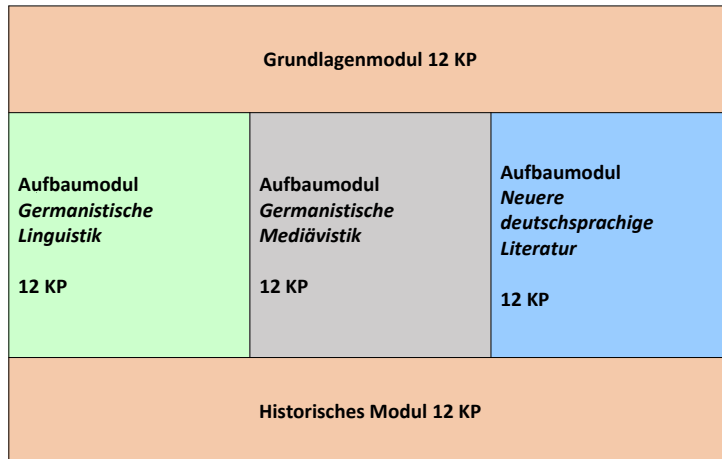 Grundlagenmodul 12 KP
Aufbaumodul
Germanistische
Linguistik
12 KP
Aufbaumodul
Germanistische
Mediävistik
12 KP
Aufbaumodul
Neuere
deutschsprachige
Literatur
12 KP
Historisches Modul 12 KP